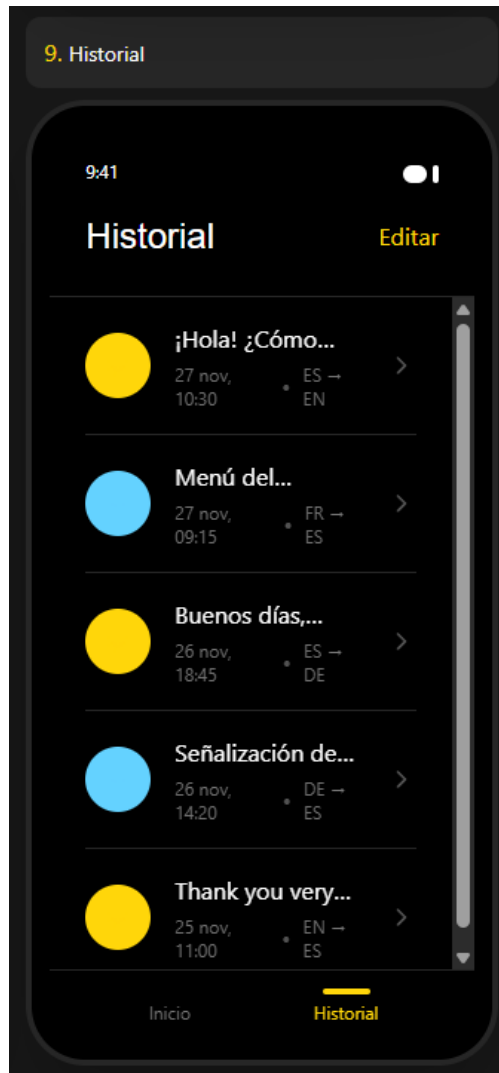 9. Historial
9:41
Historial
Editar
¡Hola! ¿Cómo...
27 nov, 10:30 • ES → EN
Menú del...
27 nov, 09:15 • FR → ES
Buenos días,...
26 nov, 18:45 • ES → DE
Señalización de...
26 nov, 14:20 • DE → ES
Thank you very...
25 nov, 11:00 • EN → ES
Inicio
Historial